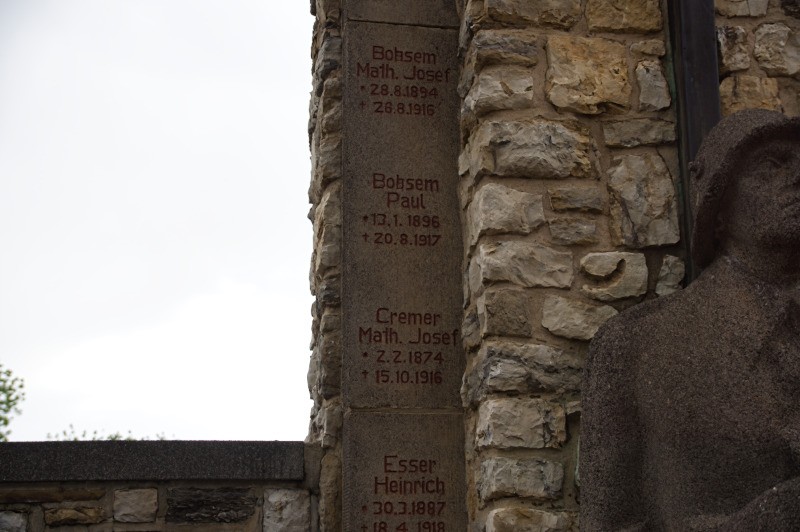 Bohsem
Math. Josef
* 28.8.1894
† 28.8.1916
Bohsem
Paul
* 13.1.1896
† 20.8.1917
Cremer
Math. Josef
* 2.2.1874
† 15.10.1916
Esser
Heinrich
* 30.3.1887
† 18.4.1918